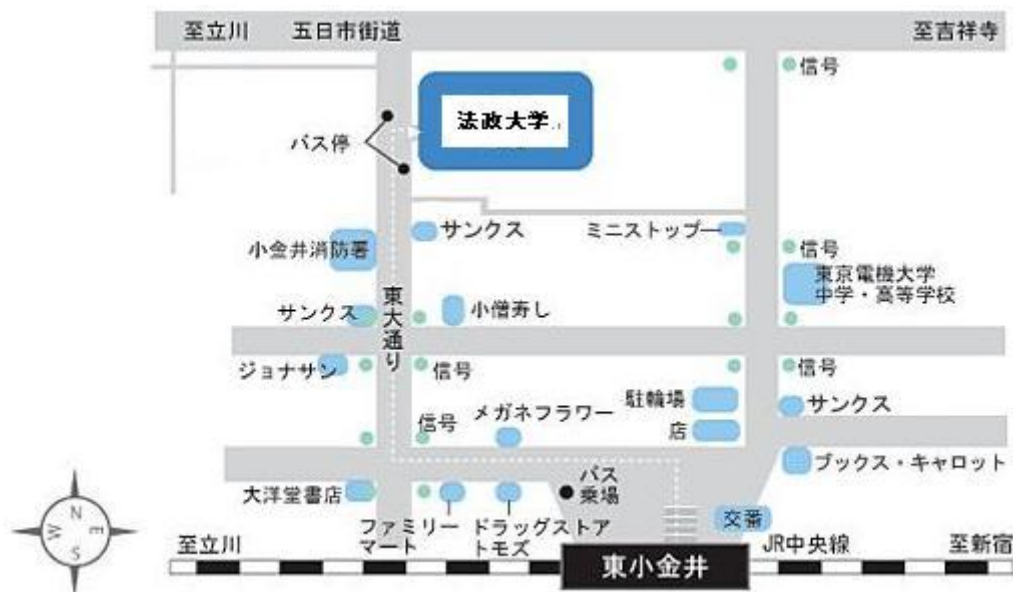 至立川 五日市街道 至吉祥寺
信号
法政大学
バス停
サンクス
ミニストップ
小金井消防署
信号
東京電機大学
中学・高等学校
東大通り
サンクス
小僧寿し
ジョナサン
信号
信号
駐輪場
サンクス
信号
メガネフラワー
店
ブックス・キャロット
大洋堂書店
バス
乗場
ファミリー
マート
ドラッグストア
トモズ
交番
N
W
E
S
至立川
東小金井
JR中央線
至新宿